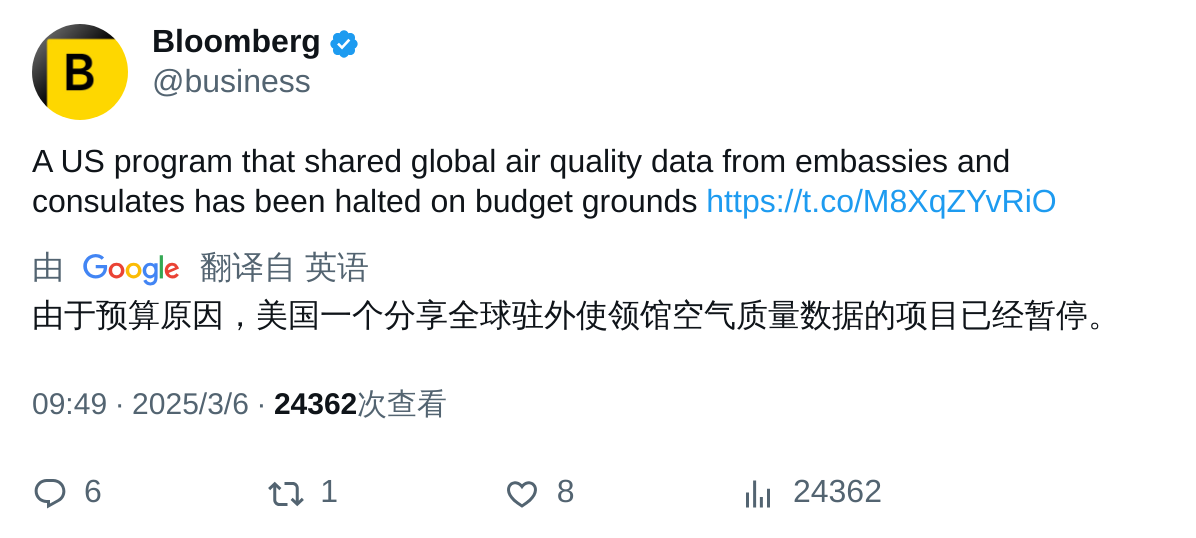 B
Bloomberg
@business
A US program that shared global air quality data from embassies and
consulates has been halted on budget grounds https://t.co/M8XqZYvRiO
由 Google 翻译自 英语
由于预算原因，美国一个分享全球驻外使领馆空气质量数据的项目已经暂停。
09:49 · 2025/3/6 · 24362次查看
6 1 8 24362